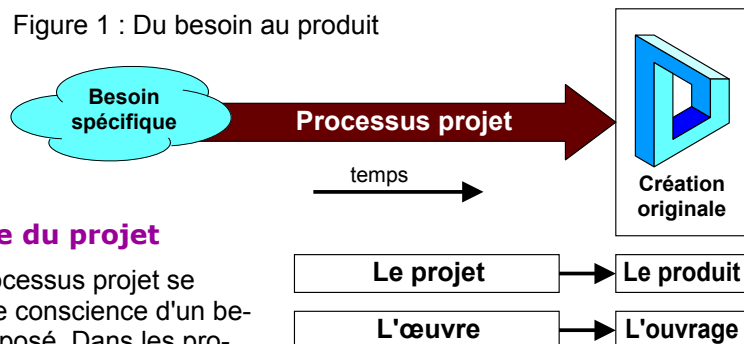 Figure 1 : Du besoin au produit
Besoin
spécifique
Processus projet
temps
Création
originale
e du projet
ocessus projet se
e conscience d'un be-
posé. Dans les pro-
Le projet
Le produit
L'œuvre
L'ouvrage